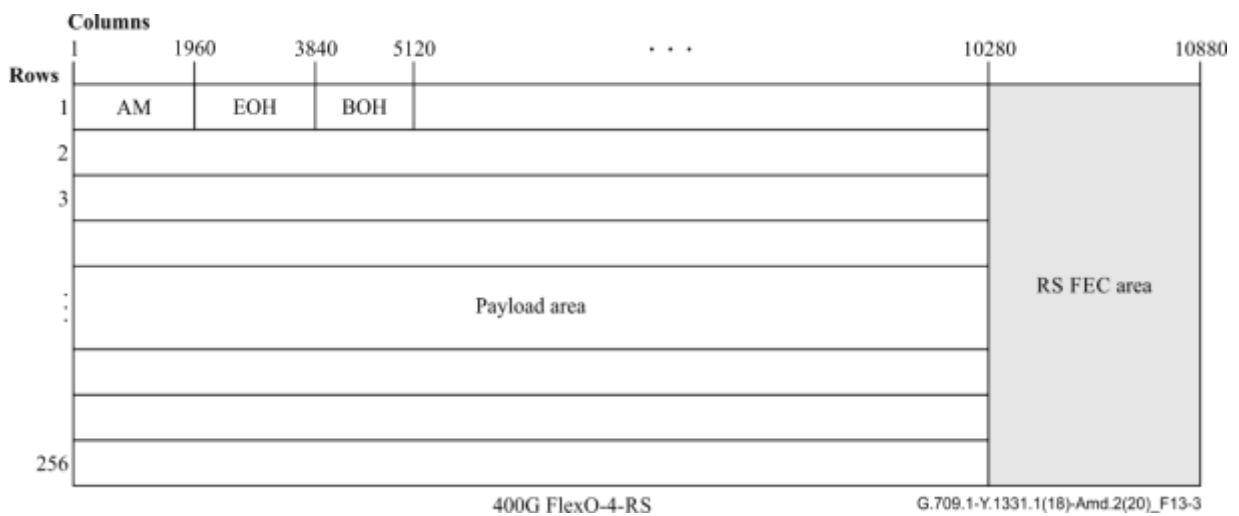 Columns
1 1960 3840 5120 . . . 10280 10880
Rows
1 AM EOH BOH
2
3
⋮ Payload area RS FEC area
256
400G FlexO-4-RS G.709.1-Y.1331.1(18)-Amd.2(20)_F13-3